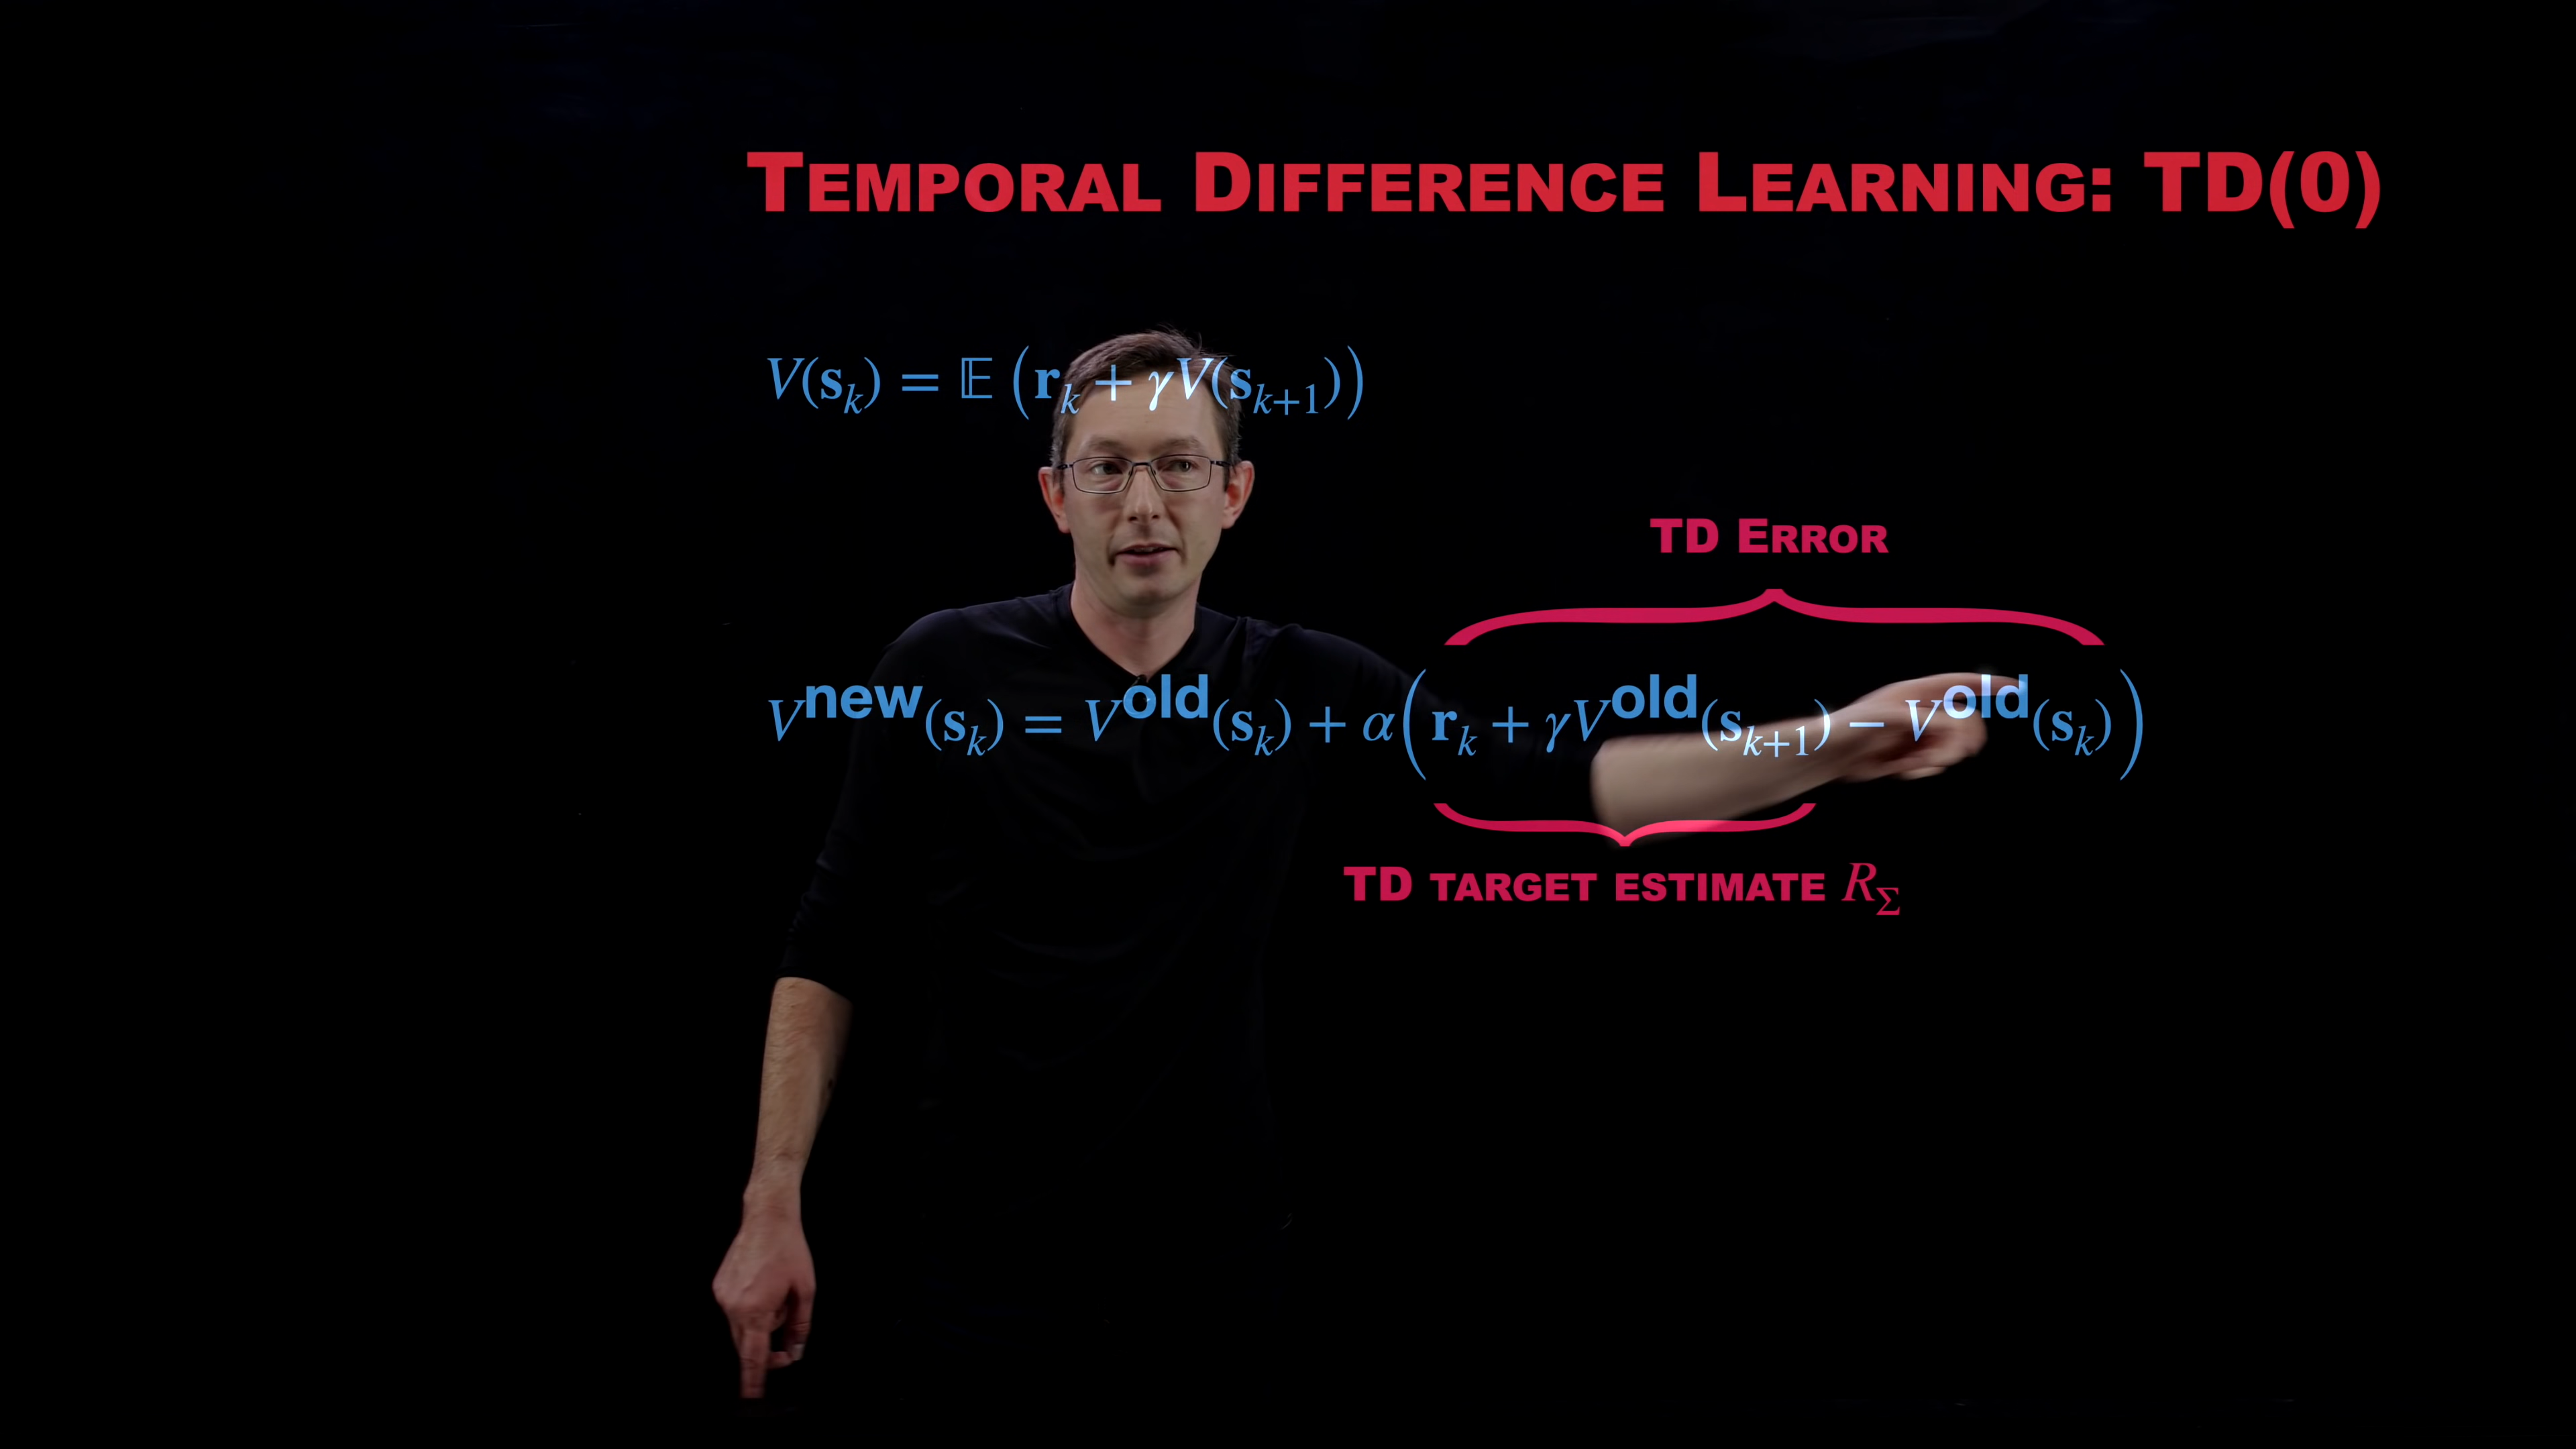 TEMPORAL DIFFERENCE LEARNING: TD(0)
V(s_k) = 𝔼 (r_k + γV(s_{k+1}))
TD ERROR
V^new(s_k) = V^old(s_k) + α(r_k + γV^old(s_{k+1}) − V^old(s_k))
TD TARGET ESTIMATE R_Σ